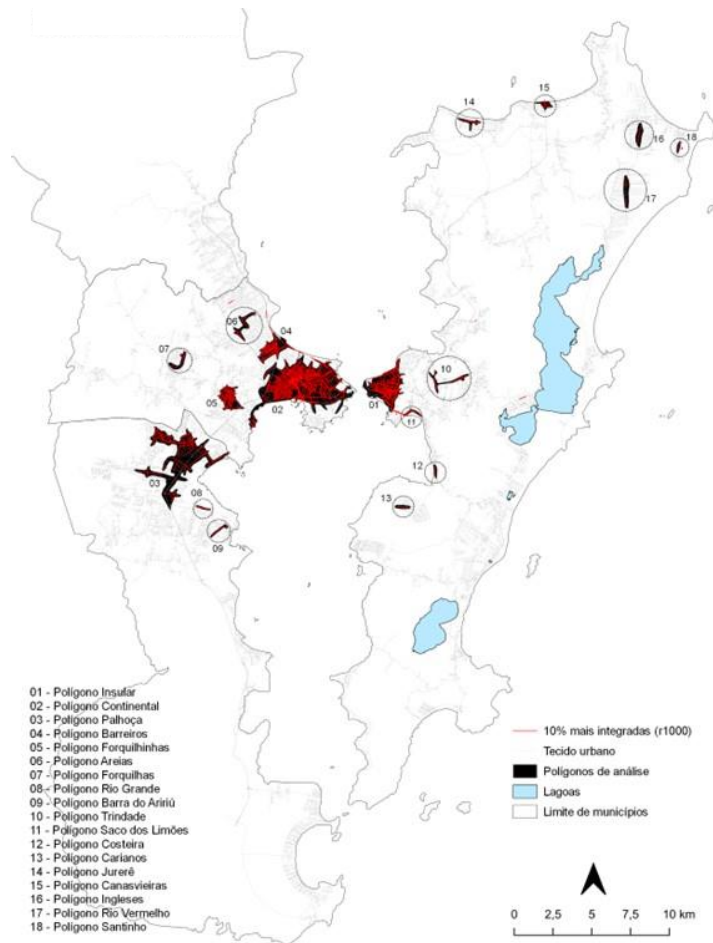 15
14
18
16
17
04
06
07
10
01
02
05
11
03
12
08
13
09
01 - Polígono Insular
02 - Polígono Continental
03 - Polígono Palhoça
04 - Polígono Barreiros
05 - Polígono Forquilhinhas
06 - Polígono Areias
07 - Polígono Forquilhas
08 - Polígono Rio Grande
09 - Polígono Barra do Aririú
10 - Polígono Trindade
11 - Polígono Saco dos Limões
12 - Polígono Costeira
13 - Polígono Carianos
14 - Polígono Jurerê
15 - Polígono Canasvieiras
16 - Polígono Ingleses
17 - Polígono Rio Vermelho
18 - Polígono Santinho
10% mais integradas (r1000)
Tecido urbano
Polígonos de análise
Lagoas
Limite de municípios
0 2,5 5 7,5 10 km